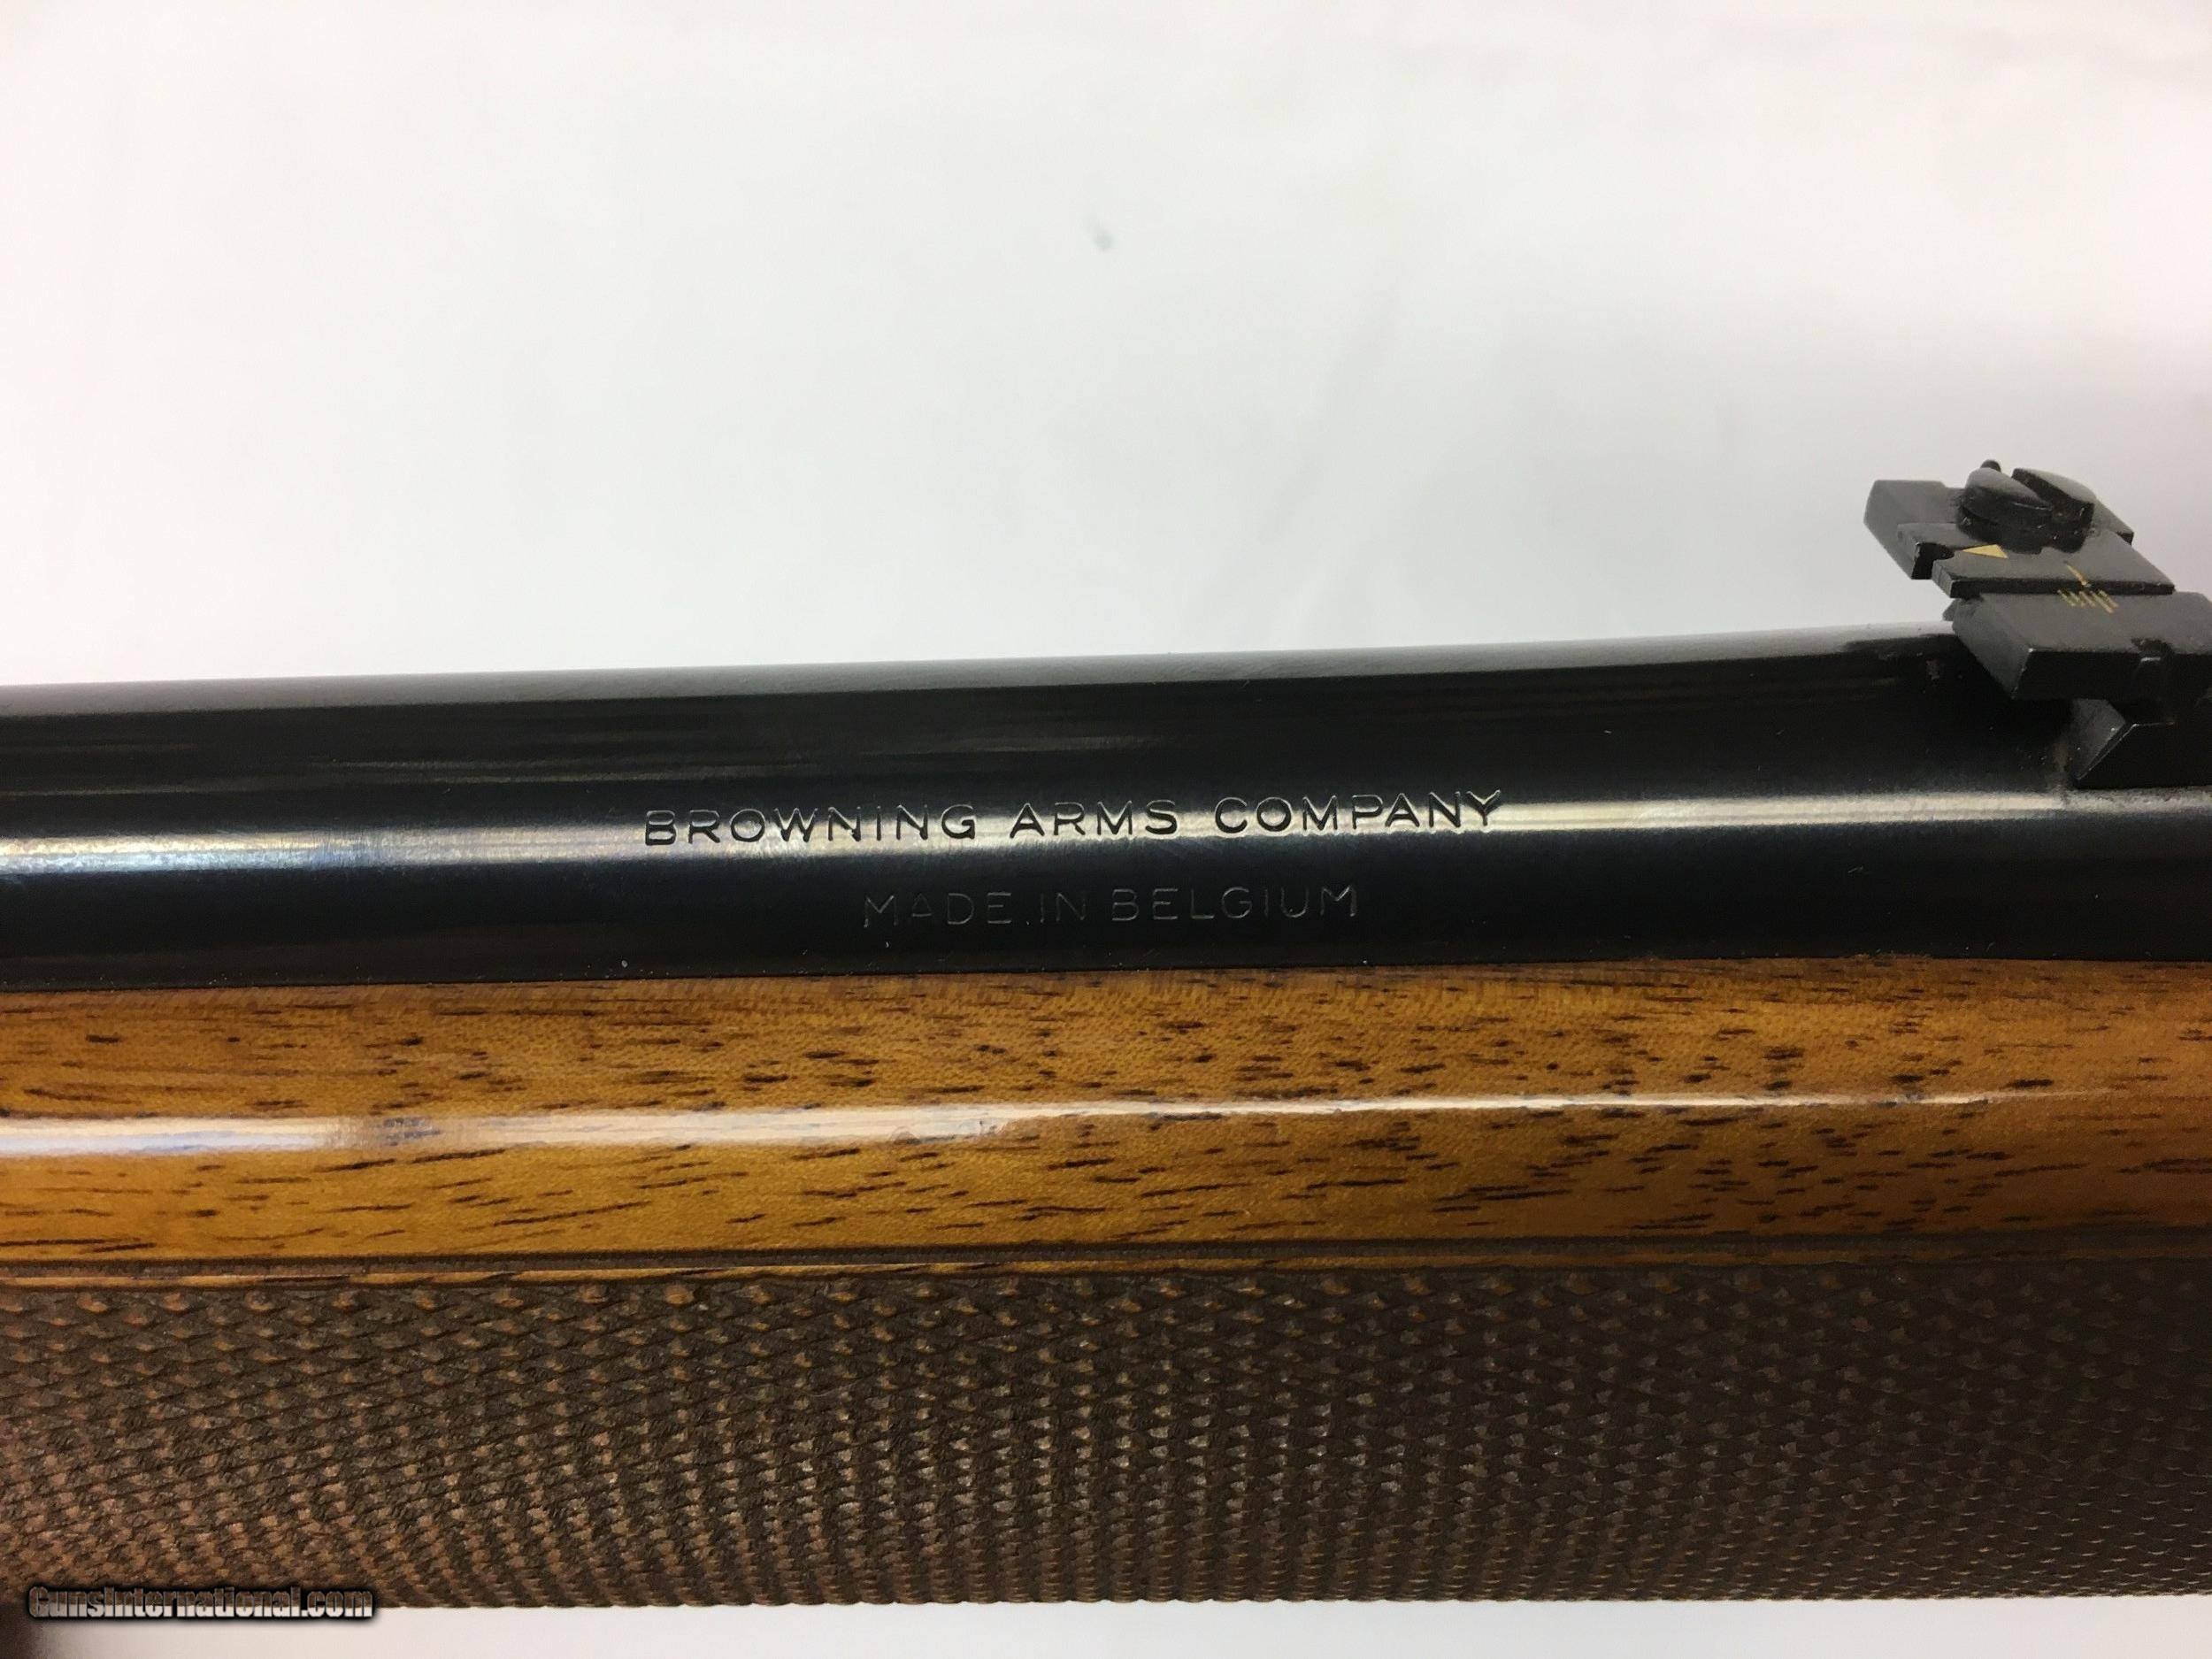 BROWNING ARMS COMPANY
MADE IN BELGIUM
GunsInternational.com